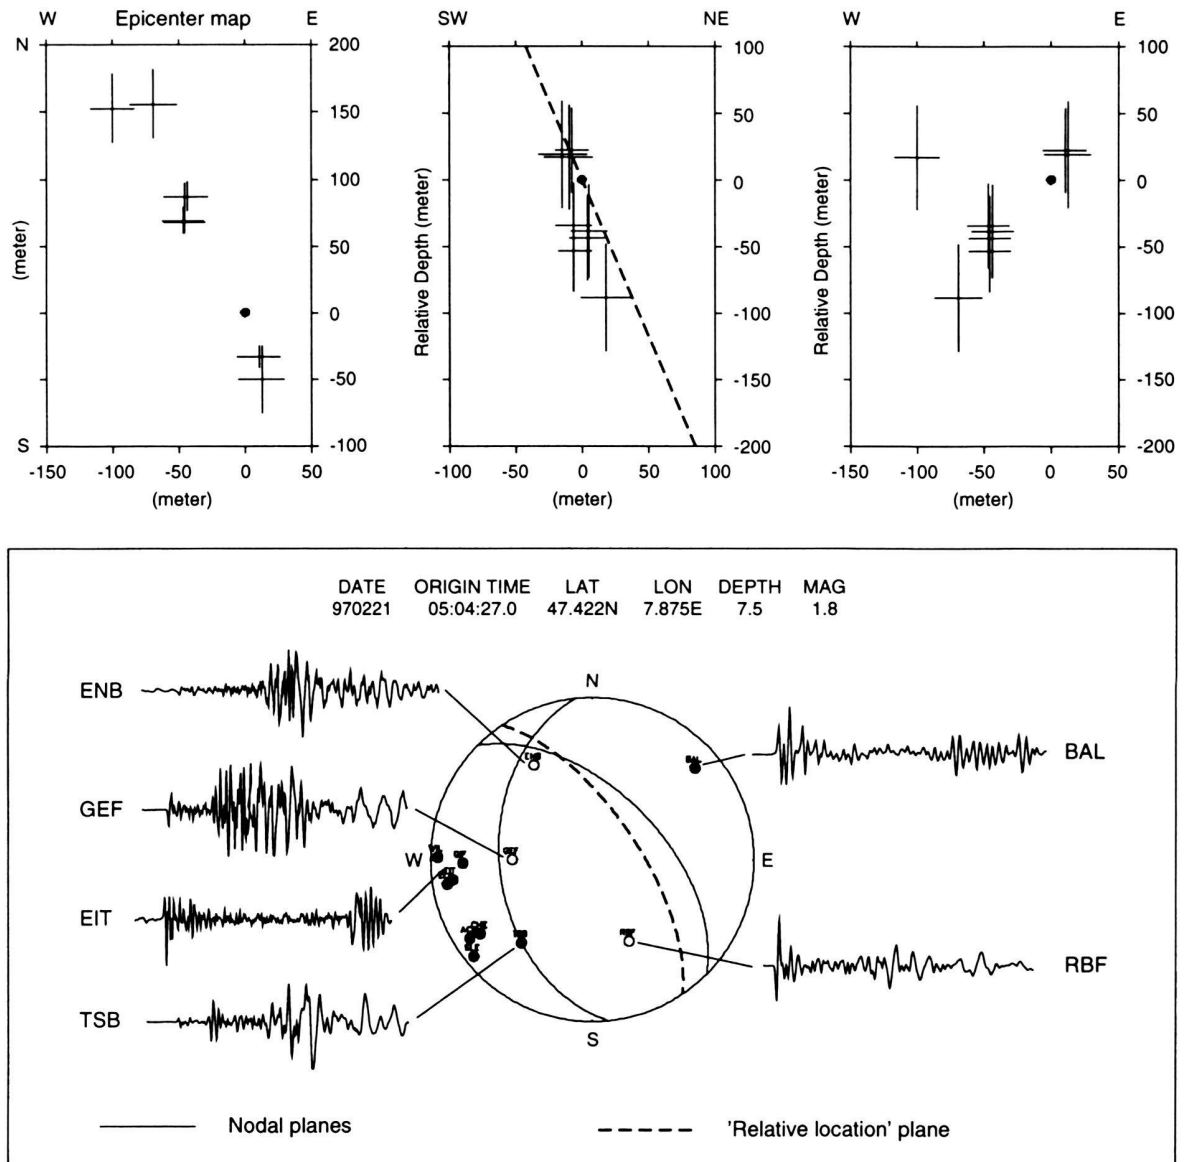 W Epicenter map E
SW NE
W E
N
S
200
150
100
50
0
-50
-100
(meter)
-150 -100 -50 0 50
(meter)
Relative Depth (meter)
100
50
0
-50
-100
-150
-200
-100 -50 0 50 100
(meter)
Relative Depth (meter)
100
50
0
-50
-100
-150
-200
-150 -100 -50 0 50
(meter)
DATE ORIGIN TIME LAT LON DEPTH MAG
970221 05:04:27.0 47.422N 7.875E 7.5 1.8
ENB
GEF
EIT
TSB
BAL
RBF
N
W
E
S
BAL
Nodal planes
'Relative location' plane